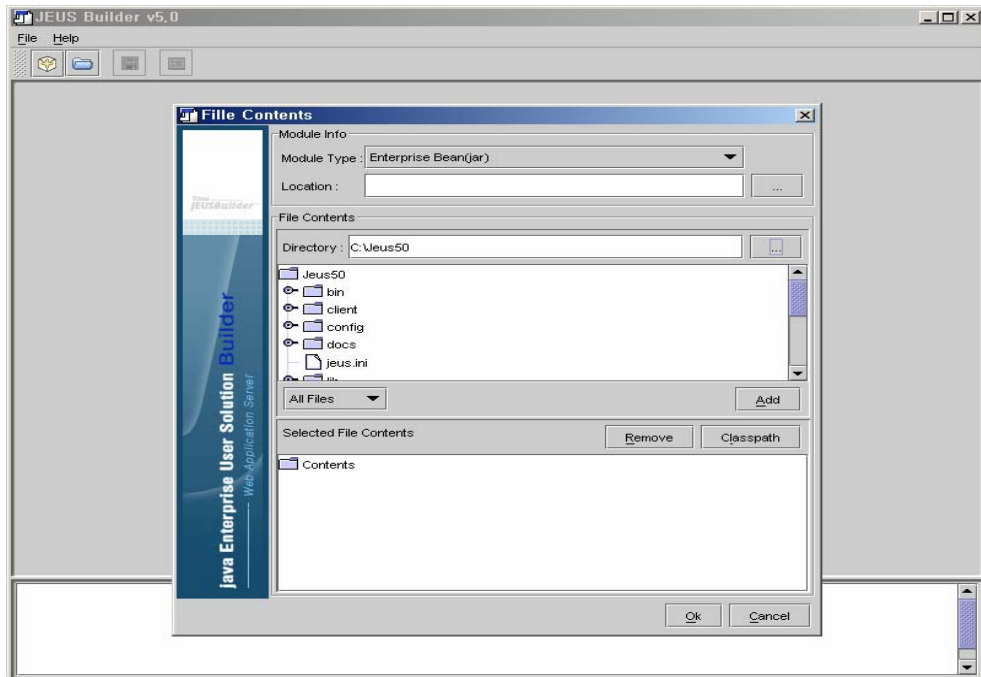 JEUS Builder v5.0
File Help
Fille Contents
Module Info
Module Type : Enterprise Bean(jar)
Location :
...
JEUSBuilder
File Contents
Directory : C:\Jeus50
...
Jeus50
bin
client
config
docs
jeus.ini
lib
All Files
Add
Selected File Contents
Remove
Classpath
Contents
java Enterprise User Solution Builder
Web Application Server
Ok
Cancel